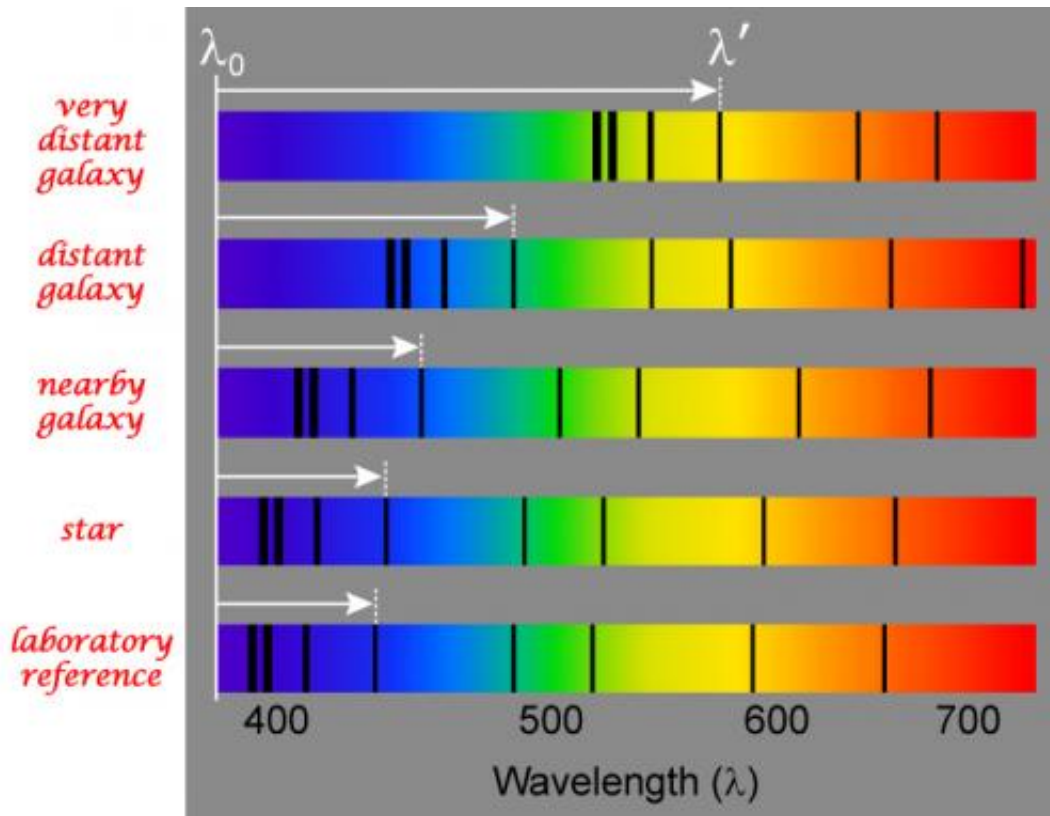 λ₀
λ′
very
distant
galaxy
distant
galaxy
nearby
galaxy
star
laboratory
reference
400 500 600 700
Wavelength (λ)